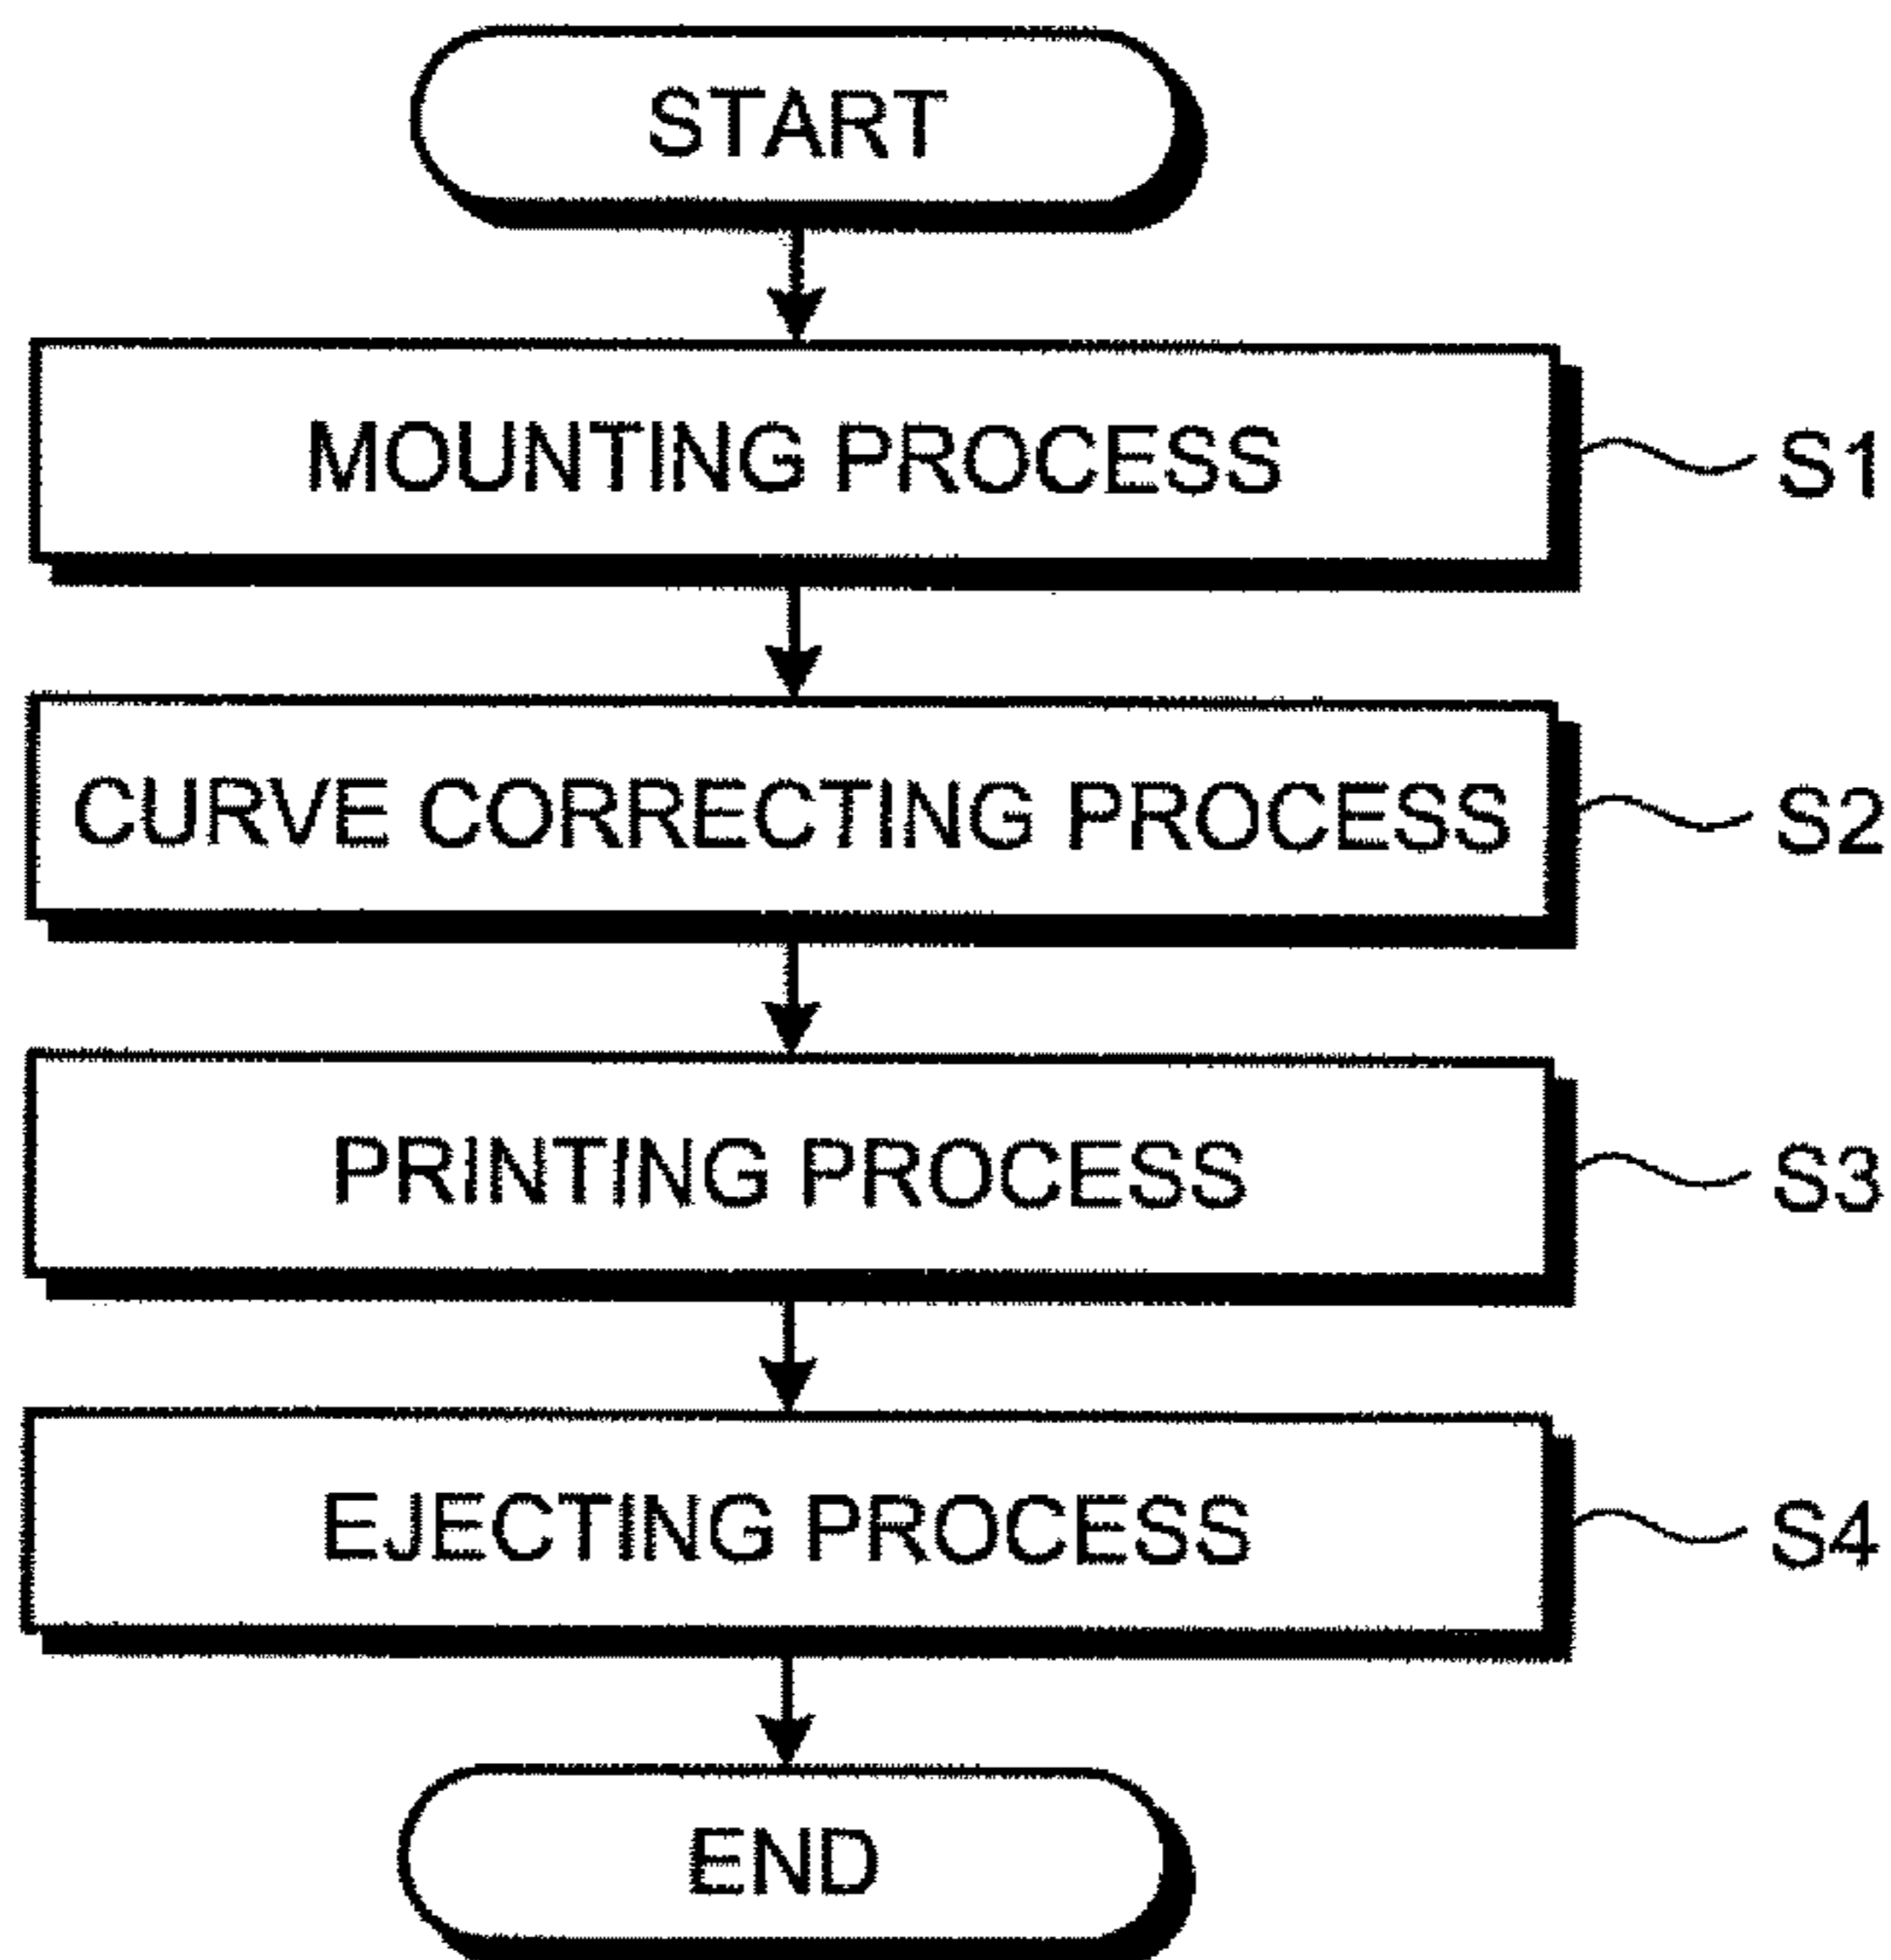 START
MOUNTING PROCESS S1
CURVE CORRECTING PROCESS S2
PRINTING PROCESS S3
EJECTING PROCESS S4
END